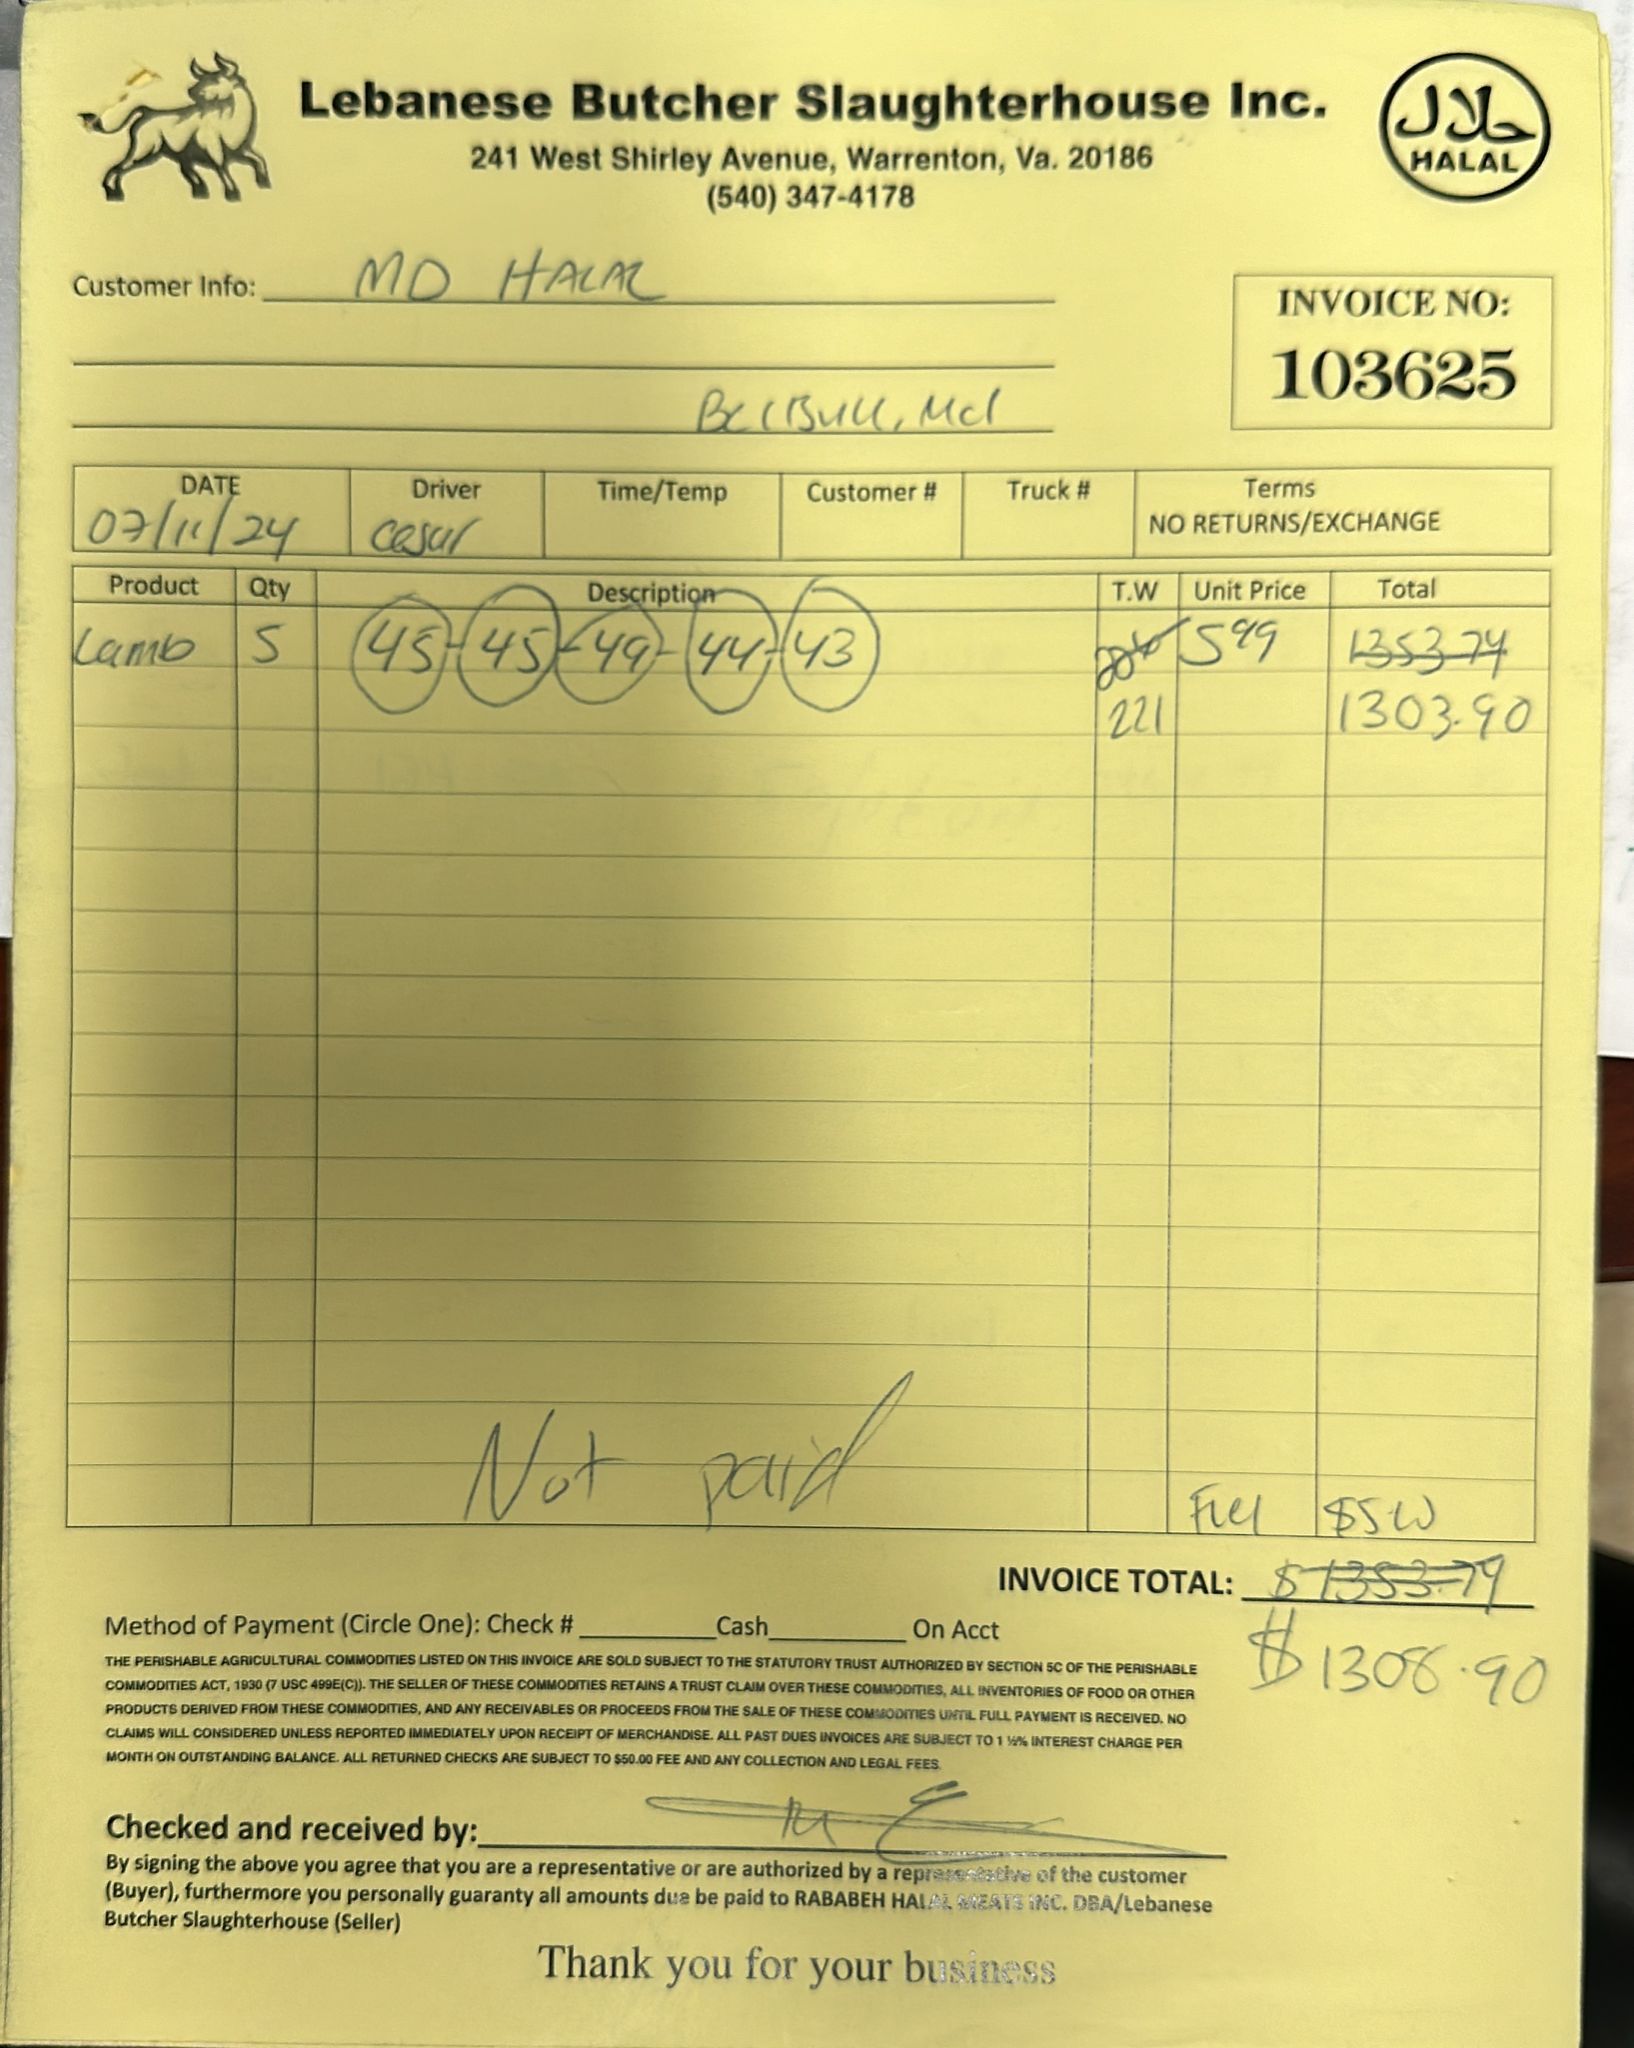 Lebanese Butcher Slaughterhouse Inc.
241 West Shirley Avenue, Warrenton, Va. 20186
(540) 347-4178
حلال
HALAL
Customer Info: MD HALAL
INVOICE NO:
103625
DATE Driver Time/Temp Customer # Truck # Terms
07/11/24 cesar NO RETURNS/EXCHANGE
Product Qty Description T.W Unit Price Total
Lamb 5 45-45-49-44-43 5 99 1353.79
221 1303.90
Not paid
INVOICE TOTAL: $1353.79
$1308.90
Method of Payment (Circle One): Check # Cash On Acct
THE PERISHABLE AGRICULTURAL COMMODITIES LISTED ON THIS INVOICE ARE SOLD SUBJECT TO THE STATUTORY TRUST AUTHORIZED BY SECTION 5C OF THE PERISHABLE
COMMODITIES ACT, 1930 (7 USC 499E(C)). THE SELLER OF THESE COMMODITIES RETAINS A TRUST CLAIM OVER THESE COMMODITIES, ALL INVENTORIES OF FOOD OR OTHER
PRODUCTS DERIVED FROM THESE COMMODITIES, AND ANY RECEIVABLES OR PROCEEDS FROM THE SALE OF THESE COMMODITIES UNTIL FULL PAYMENT IS RECEIVED. NO
CLAIMS WILL CONSIDERED UNLESS REPORTED IMMEDIATELY UPON RECEIPT OF MERCHANDISE. ALL PAST DUES INVOICES ARE SUBJECT TO 1 ½% INTEREST CHARGE PER
MONTH ON OUTSTANDING BALANCE. ALL RETURNED CHECKS ARE SUBJECT TO $50.00 FEE AND ANY COLLECTION AND LEGAL FEES.
Checked and received by:
By signing the above you agree that you are a representative or are authorized by a representative of the customer
(Buyer), furthermore you personally guaranty all amounts due be paid to RABABEH HALAL MEATS INC. DBA/Lebanese
Butcher Slaughterhouse (Seller)
Thank you for your business